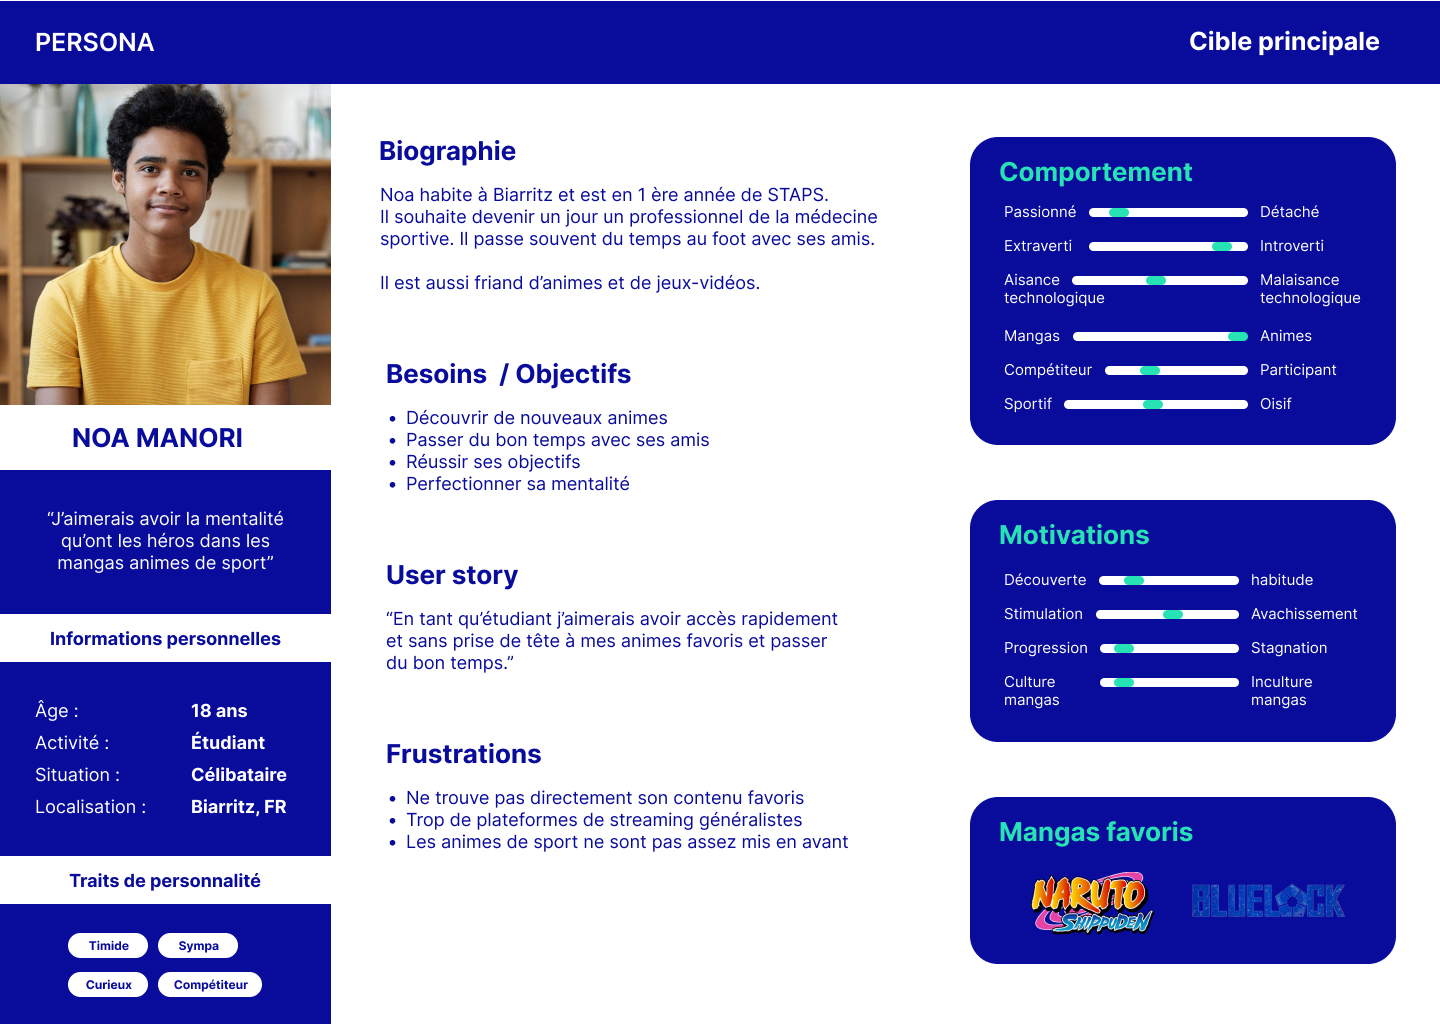 PERSONA
Cible principale
NOA MANORI
“J’aimerais avoir la mentalité
qu’ont les héros dans les
mangas animes de sport”
Informations personnelles
Âge : 18 ans
Activité : Étudiant
Situation : Célibataire
Localisation : Biarritz, FR
Traits de personnalité
Timide Sympa
Curieux Compétiteur
Biographie
Noa habite à Biarritz et est en 1 ère année de STAPS.
Il souhaite devenir un jour un professionnel de la médecine
sportive. Il passe souvent du temps au foot avec ses amis.
Il est aussi friand d’animes et de jeux-vidéos.
Besoins / Objectifs
• Découvrir de nouveaux animes
• Passer du bon temps avec ses amis
• Réussir ses objectifs
• Perfectionner sa mentalité
User story
“En tant qu’étudiant j’aimerais avoir accès rapidement
et sans prise de tête à mes animes favoris et passer
du bon temps.”
Frustrations
• Ne trouve pas directement son contenu favoris
• Trop de plateformes de streaming généralistes
• Les animes de sport ne sont pas assez mis en avant
Comportement
Passionné Détaché
Extraverti Introverti
Aisance Malaisance
technologique technologique
Mangas Animes
Compétiteur Participant
Sportif Oisif
Motivations
Découverte habitude
Stimulation Avachissement
Progression Stagnation
Culture Inculture
mangas mangas
Mangas favoris
NARUTO
SHIPPUDEN
BLUELOCK